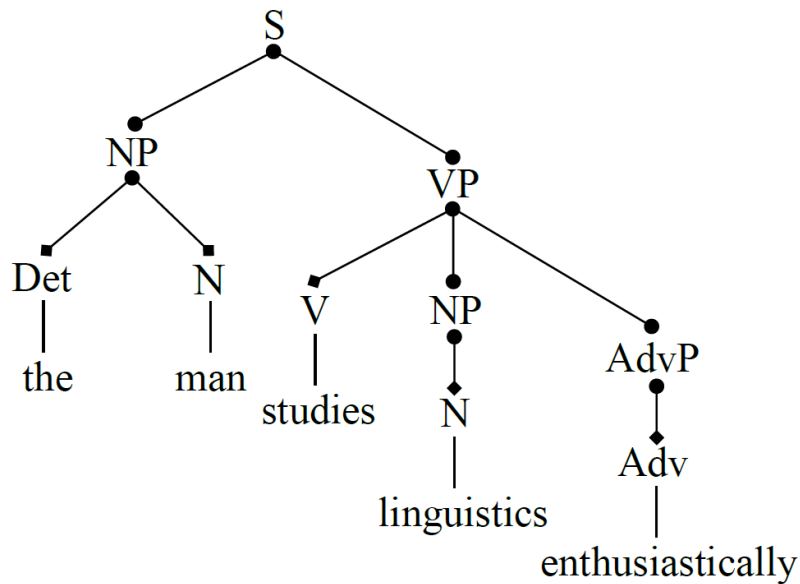 S
NP
VP
Det N
V NP
the man
AdvP
studies
N
Adv
linguistics
enthusiastically